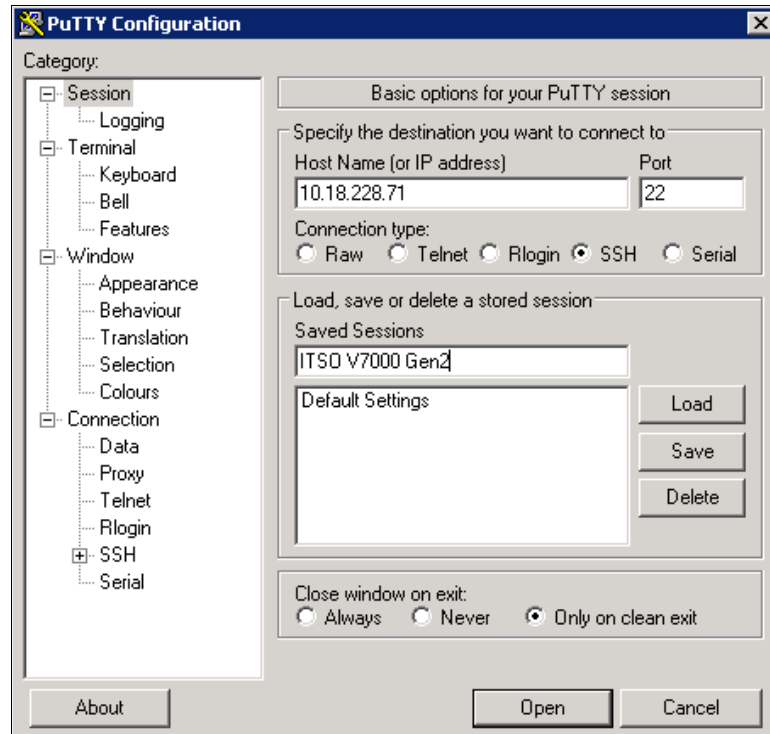 PuTTY Configuration
Category:
Session
Logging
Terminal
Keyboard
Bell
Features
Window
Appearance
Behaviour
Translation
Selection
Colours
Connection
Data
Proxy
Telnet
Rlogin
SSH
Serial
Basic options for your PuTTY session
Specify the destination you want to connect to
Host Name (or IP address) Port
10.18.228.71 22
Connection type:
Raw Telnet Rlogin SSH Serial
Load, save or delete a stored session
Saved Sessions
ITSO V7000 Gen2
Default Settings
Load
Save
Delete
Close window on exit:
Always Never Only on clean exit
About Open Cancel